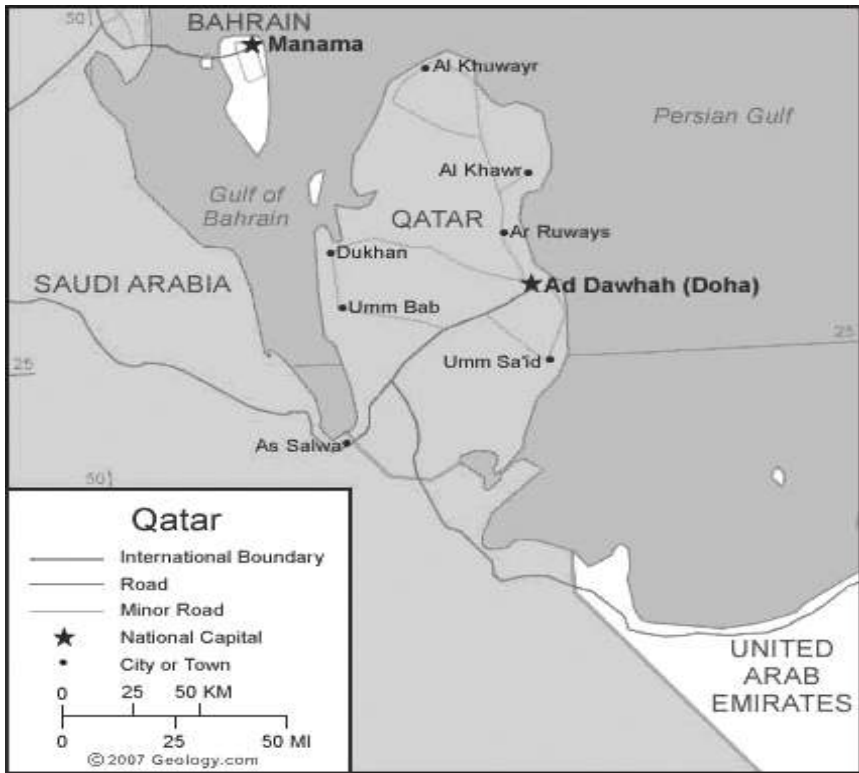 50
BAHRAIN
Manama
Al Khuwayr
Persian Gulf
Al Khawr
Gulf of
Bahrain
QATAR
Ar Ruways
Dukhan
SAUDI ARABIA
Ad Dawhah (Doha)
Umm Bab
25
25
Umm Sa'id
As Salwa
50
Qatar
International Boundary
Road
Minor Road
National Capital
City or Town
0 25 50 KM
0 25 50 MI
©2007 Geology.com
UNITED
ARAB
EMIRATES